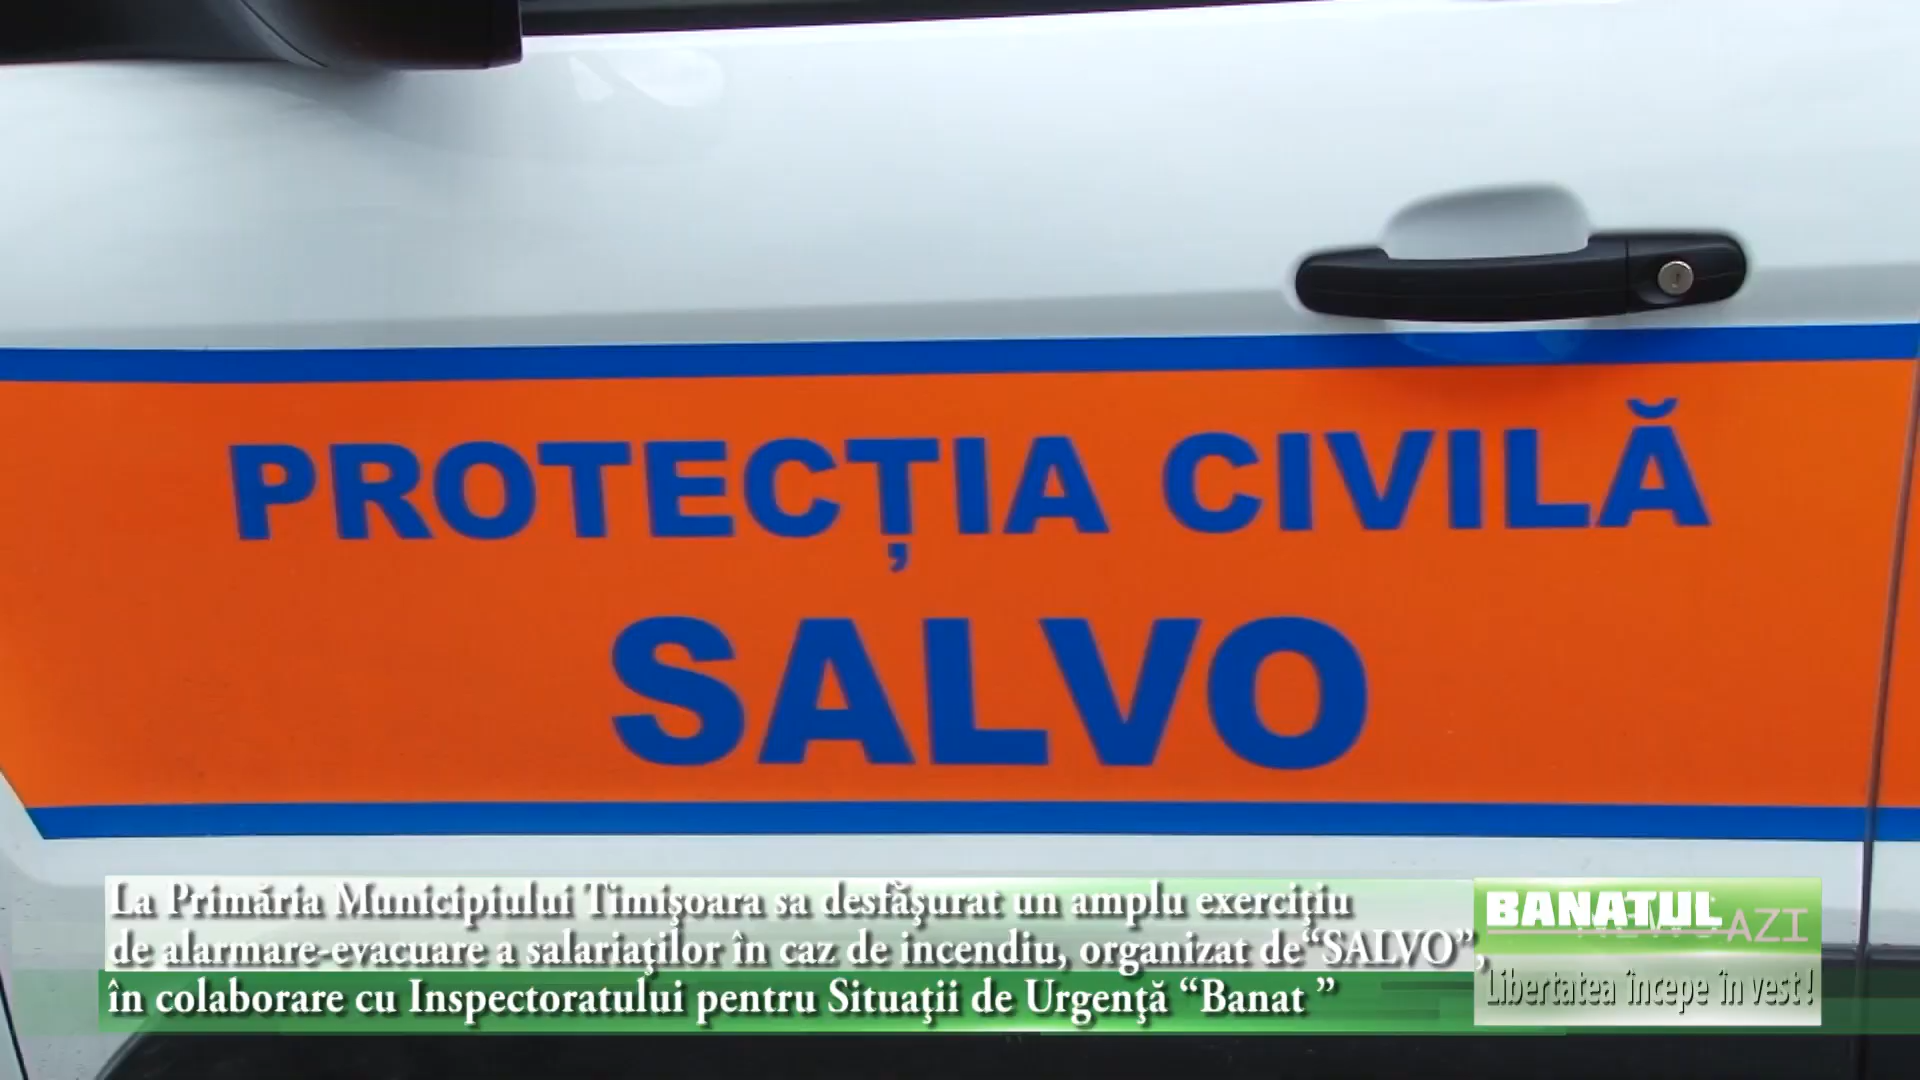 PROTECȚIA CIVILĂ
SALVO
La Primăria Municipiului Timişoara sa desfăşurat un amplu exerciţiu
de alarmare-evacuare a salariaţilor în caz de incendiu, organizat de“SALVO”,
în colaborare cu Inspectoratului pentru Situaţii de Urgenţă “Banat ”
BANATUL
AZI
Libertatea începe în vest!